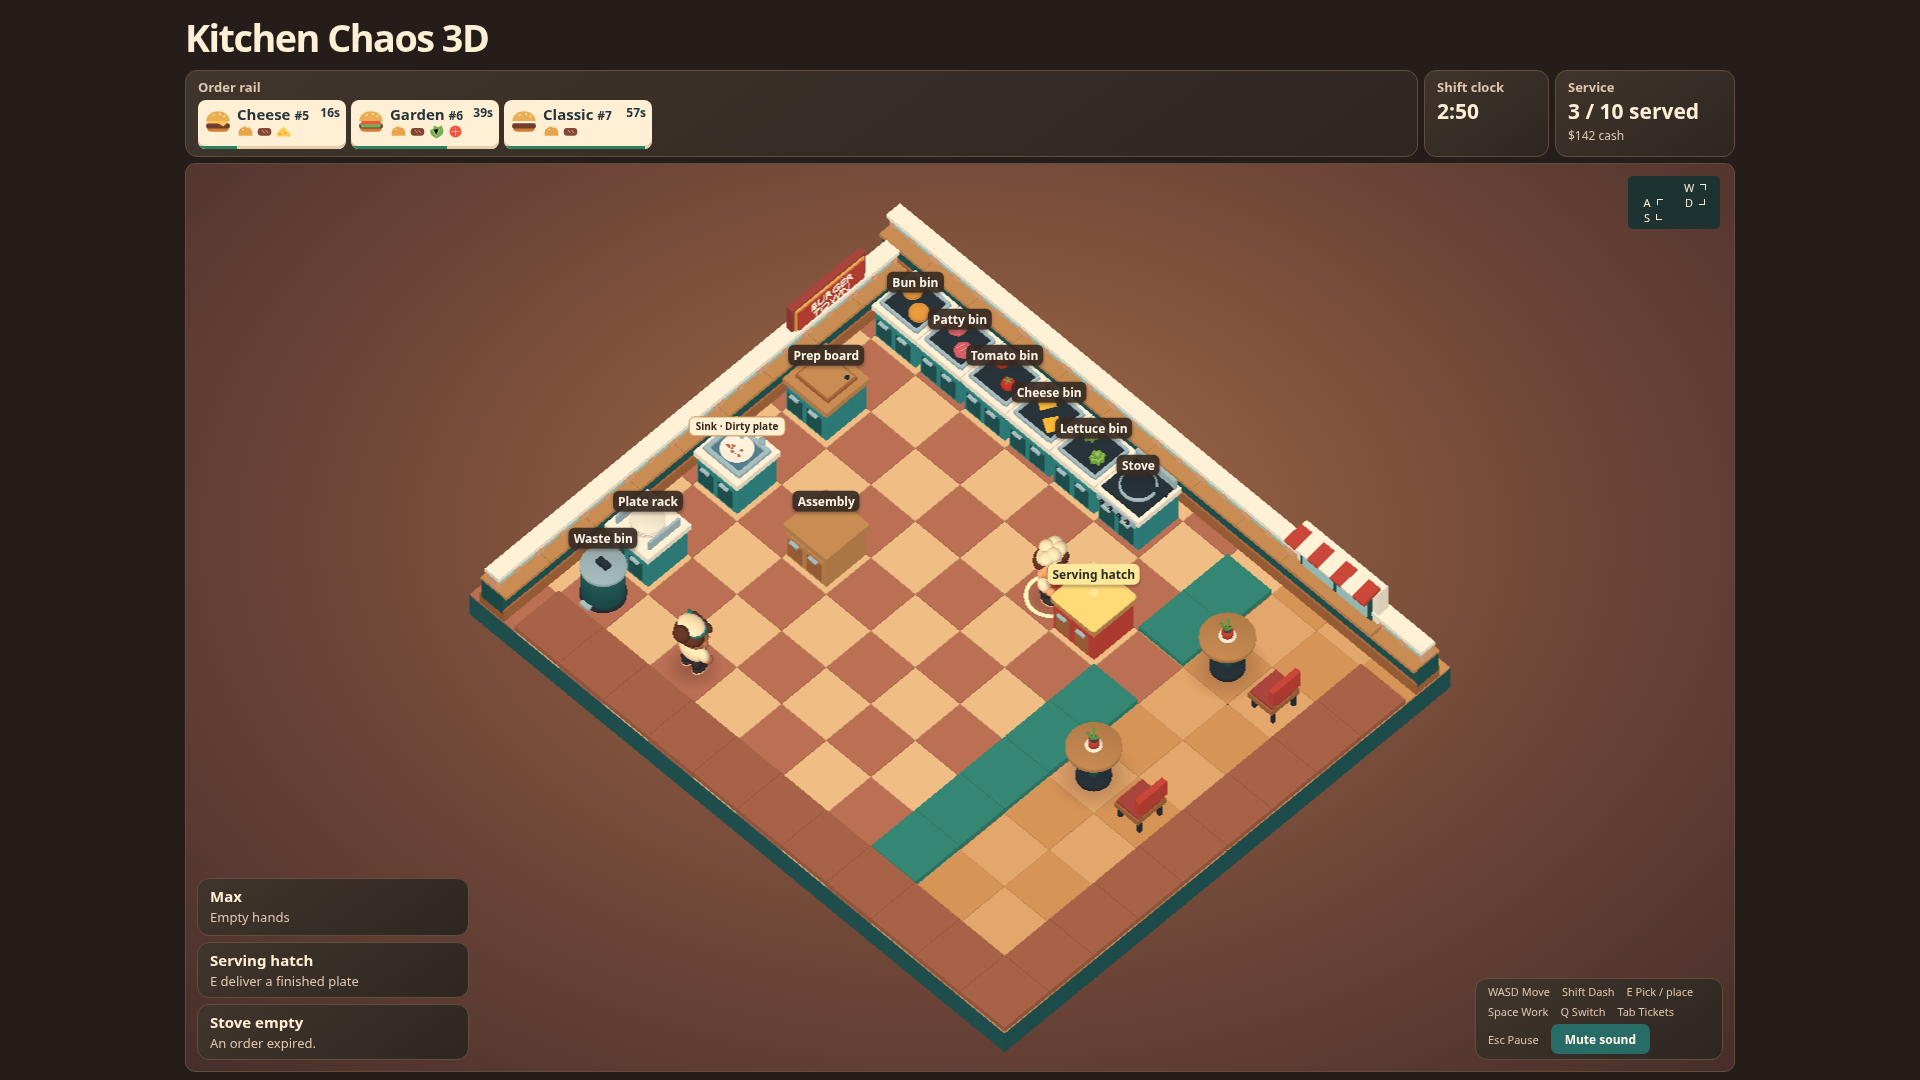 Kitchen Chaos 3D
Order rail
Cheese #5 16s
Garden #6 39s
Classic #7 57s
Shift clock
2:50
Service
3 / 10 served
$142 cash
W
A D
S
BURGER
TOWN
Bun bin
Patty bin
Prep board
Tomato bin
Cheese bin
Sink · Dirty plate
Lettuce bin
Stove
Plate rack
Assembly
Waste bin
Serving hatch
Max
Empty hands
Serving hatch
E deliver a finished plate
Stove empty
An order expired.
WASD Move Shift Dash E Pick / place
Space Work Q Switch Tab Tickets
Esc Pause Mute sound